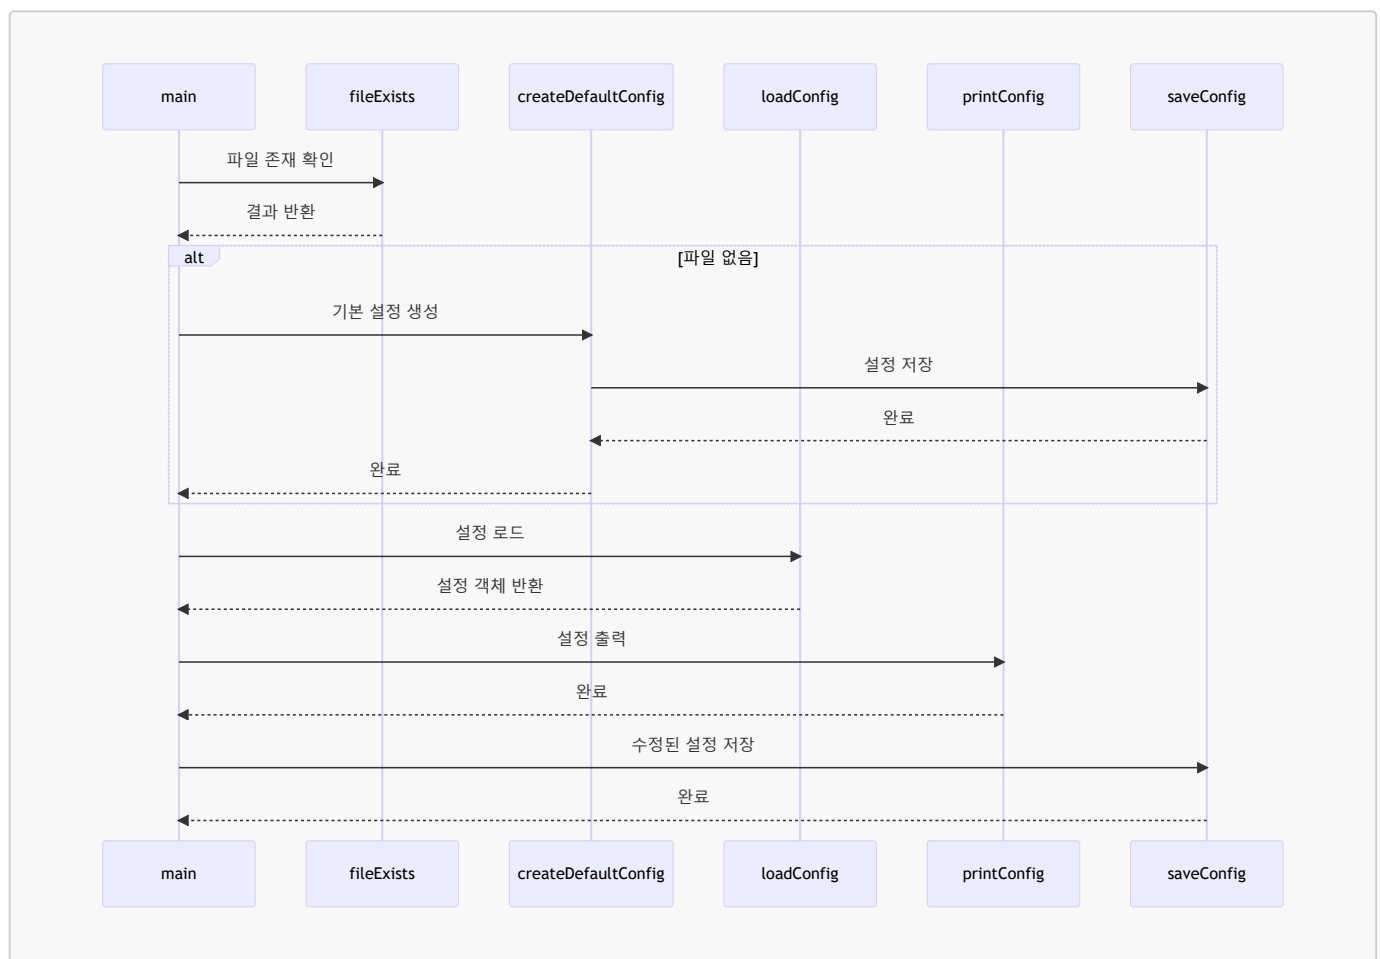 main
fileExists
createDefaultConfig
loadConfig
printConfig
saveConfig
파일 존재 확인
결과 반환
alt
[파일 없음]
기본 설정 생성
설정 저장
완료
완료
설정 로드
설정 객체 반환
설정 출력
완료
수정된 설정 저장
완료
main
fileExists
createDefaultConfig
loadConfig
printConfig
saveConfig